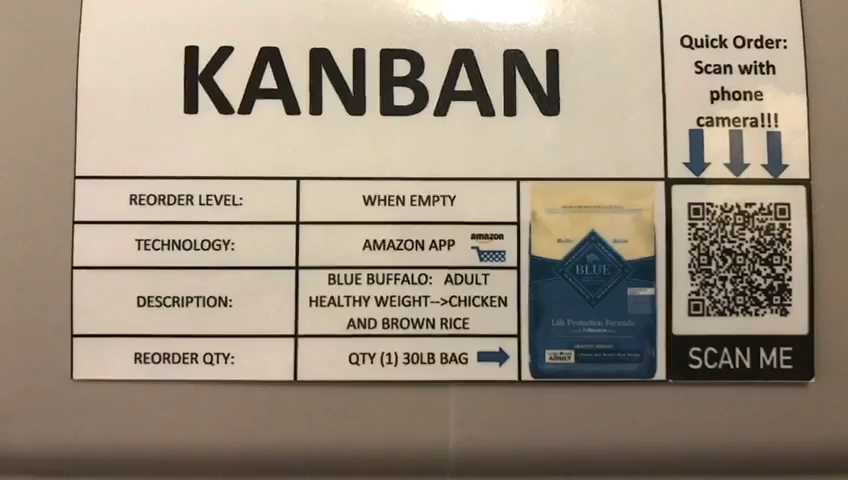 KANBAN
Quick Order:
Scan with
phone
camera!!!
REORDER LEVEL:
WHEN EMPTY
TECHNOLOGY:
AMAZON APP
amazon
DESCRIPTION:
BLUE BUFFALO: ADULT
HEALTHY WEIGHT-->CHICKEN
AND BROWN RICE
REORDER QTY:
QTY (1) 30LB BAG
BLUE
Life Protection Formula
ADULT
SCAN ME